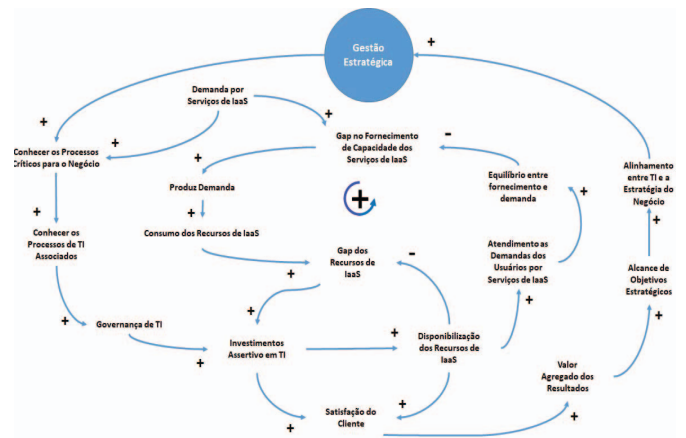 Gestão
Estratégica
+
Demanda por
Serviços de IaaS
+
+
+
Conhecer os Processos
Críticos para o Negócio
Gap no Fornecimento
de Capacidade dos
Serviços de IaaS
-
+
Produz Demanda
+
Equilíbrio entre
fornecimento e
demanda
Alinhamento
entre TI e a
Estratégia do
Negócio
+
+
+
+
Conhecer os
Processos de TI
Associados
Consumo dos Recursos de IaaS
Gap dos
Recursos de
IaaS
-
+
Atendimento as
Demandas dos
Usuários por
Serviços de IaaS
+
Alcance de
Objetivos
Estratégicos
+
+
+
Governança de TI
+
Investimentos
Assertivo em TI
+
Disponibilização
dos Recursos de
IaaS
Valor
Agregado dos
Resultados
+
+
+
Satisfação do
Cliente